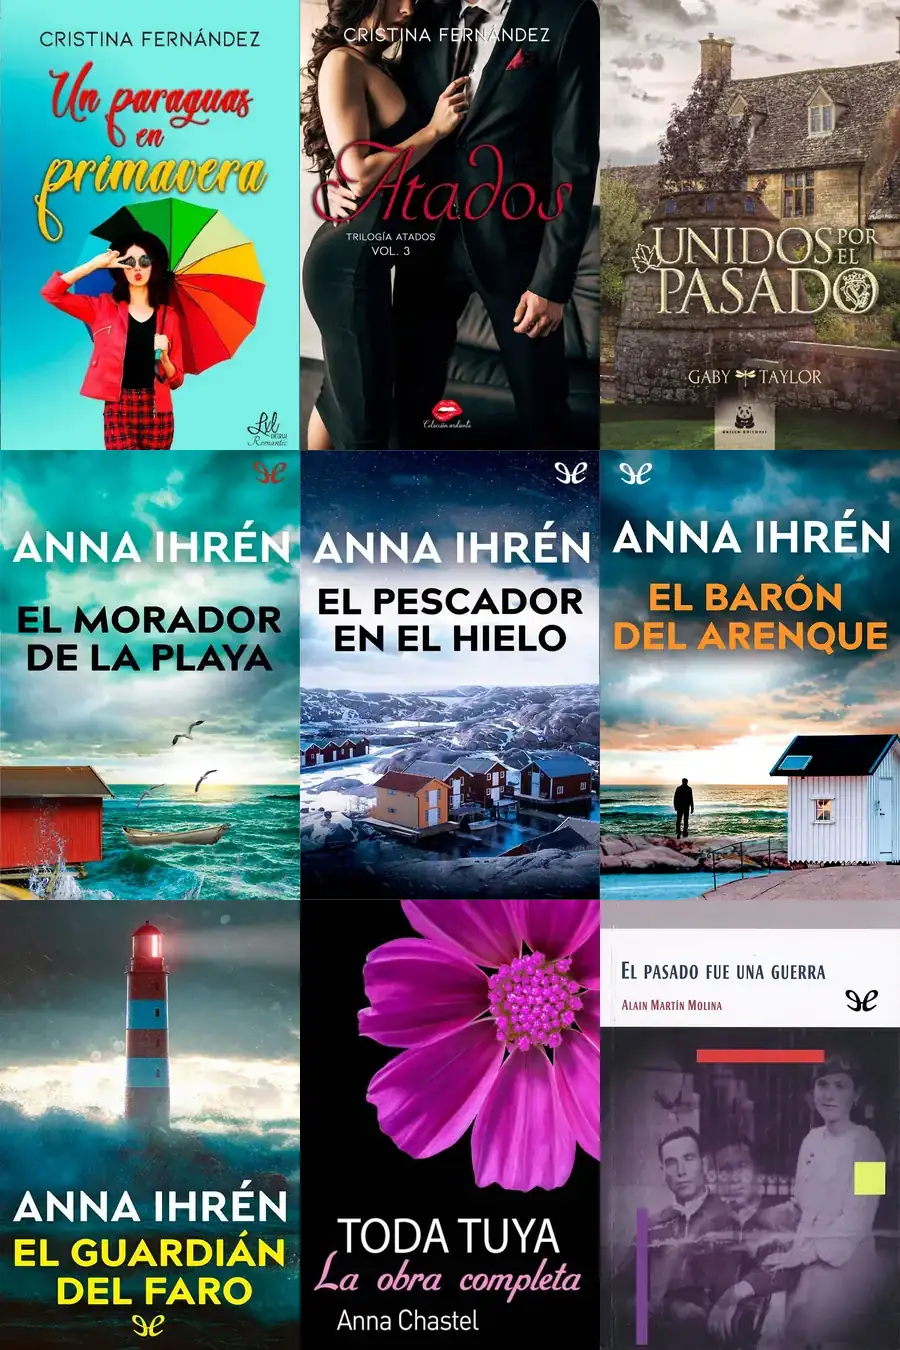 CRISTINA FERNÁNDEZ
Un paraguas
en
primavera
LXL
Romantic
CRISTINA FERNÁNDEZ
Atados
TRILOGÍA ATADOS
VOL. 3
Colección ardiente
UNIDOS POR
EL
PASADO
GABY TAYLOR
ANNA IHRÉN
EL MORADOR
DE LA PLAYA
ANNA IHRÉN
EL PESCADOR
EN EL HIELO
ANNA IHRÉN
EL BARÓN
DEL ARENQUE
ANNA IHRÉN
EL GUARDIÁN
DEL FARO
TODA TUYA
La obra completa
Anna Chastel
EL PASADO FUE UNA GUERRA
ALAIN MARTÍN MOLINA